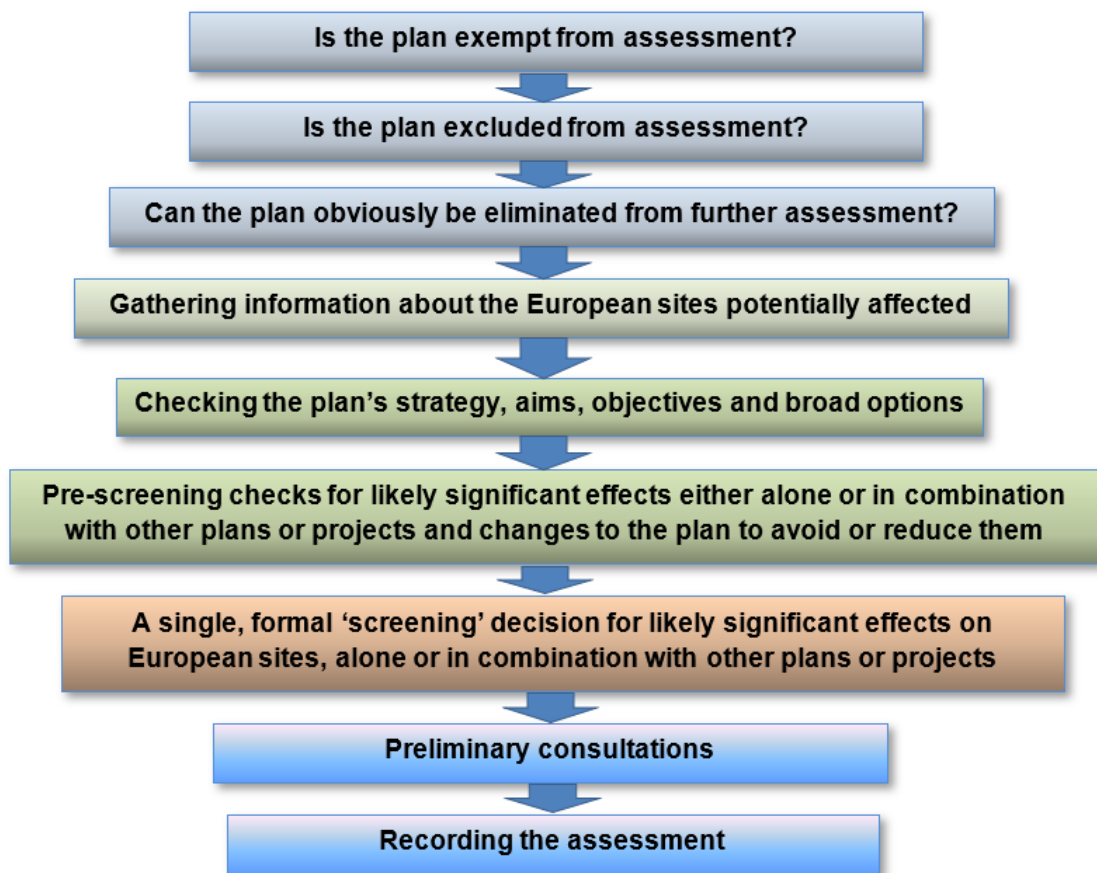 Is the plan exempt from assessment?
Is the plan excluded from assessment?
Can the plan obviously be eliminated from further assessment?
Gathering information about the European sites potentially affected
Checking the plan’s strategy, aims, objectives and broad options
Pre-screening checks for likely significant effects either alone or in combination
with other plans or projects and changes to the plan to avoid or reduce them
A single, formal ‘screening’ decision for likely significant effects on
European sites, alone or in combination with other plans or projects
Preliminary consultations
Recording the assessment